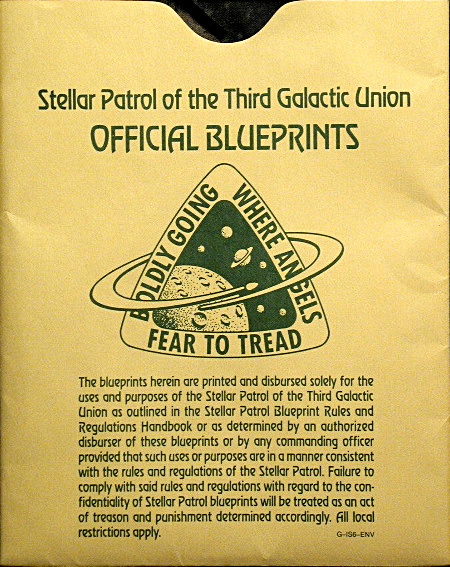 Stellar Patrol of the Third Galactic Union
OFFICIAL BLUEPRINTS
BOLDLY GOING
WHERE ANGELS
FEAR TO TREAD
The blueprints herein are printed and disbursed solely for the
uses and purposes of the Stellar Patrol of the Third Galactic
Union as outlined in the Stellar Patrol Blueprint Rules and
Regulations Handbook or as determined by an authorized
disburser of these blueprints or by any commanding officer
provided that such uses or purposes are in a manner consistent
with the rules and regulations of the Stellar Patrol. Failure to
comply with said rules and regulations with regard to the con-
fidentiality of Stellar Patrol blueprints will be treated as an act
of treason and punishment determined accordingly. All local
restrictions apply.
G-IS6-ENV